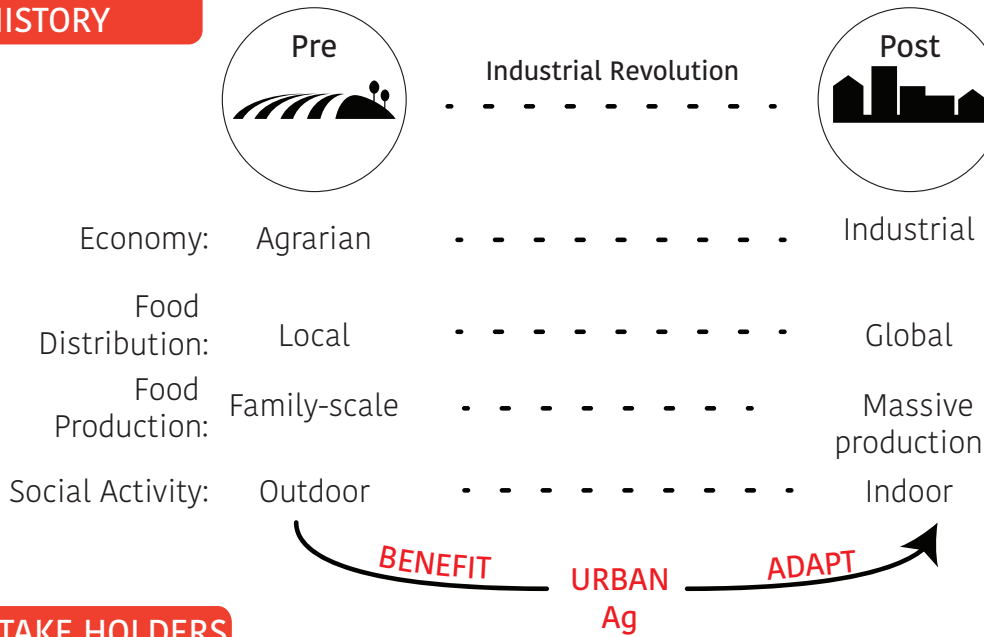 HISTORY
Pre
Industrial Revolution
Post
Economy:
Agrarian
Industrial
Food
Distribution:
Local
Global
Food
Production:
Family-scale
Massive
production
Social Activity:
Outdoor
Indoor
BENEFIT
URBAN
Ag
ADAPT
TAKE HOLDERS